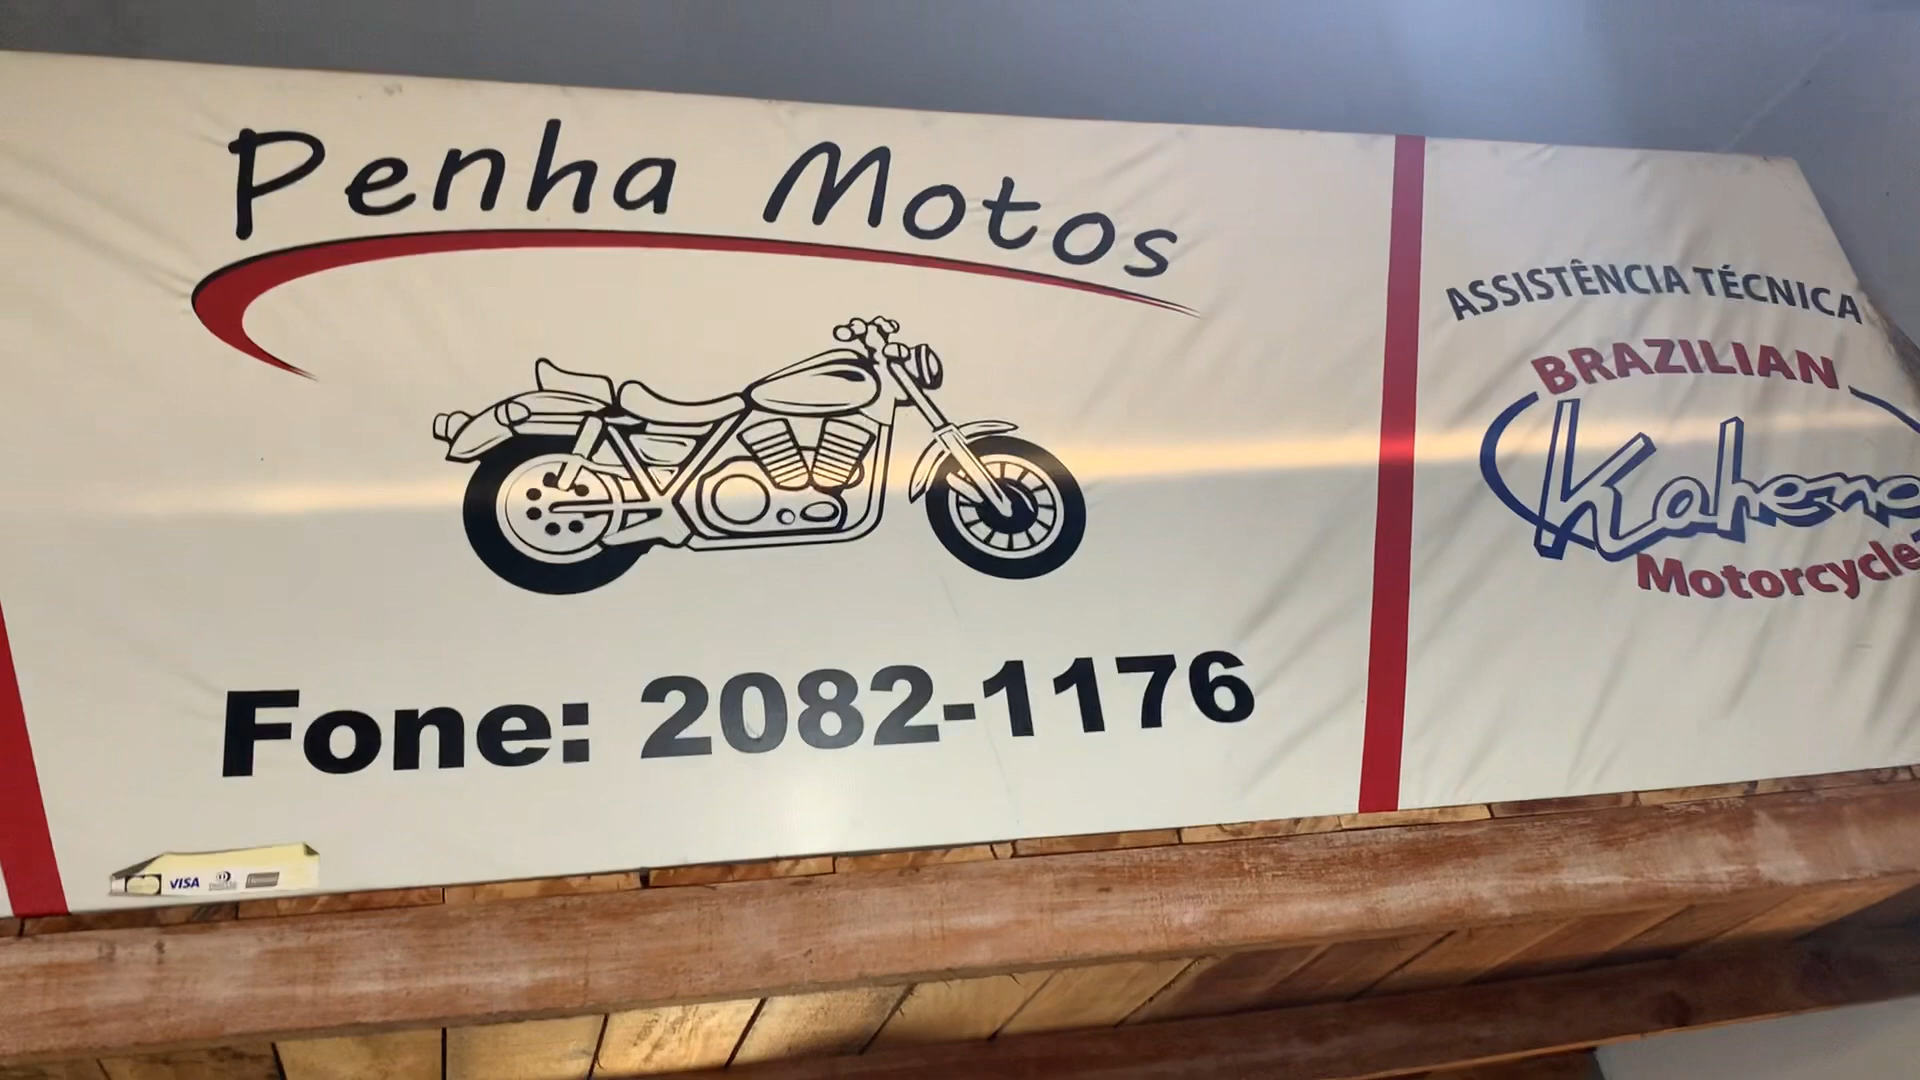 Penha Motos
Fone: 2082-1176
VISA
ASSISTÊNCIA TÉCNICA
BRAZILIAN
Kahena
Motorcycle